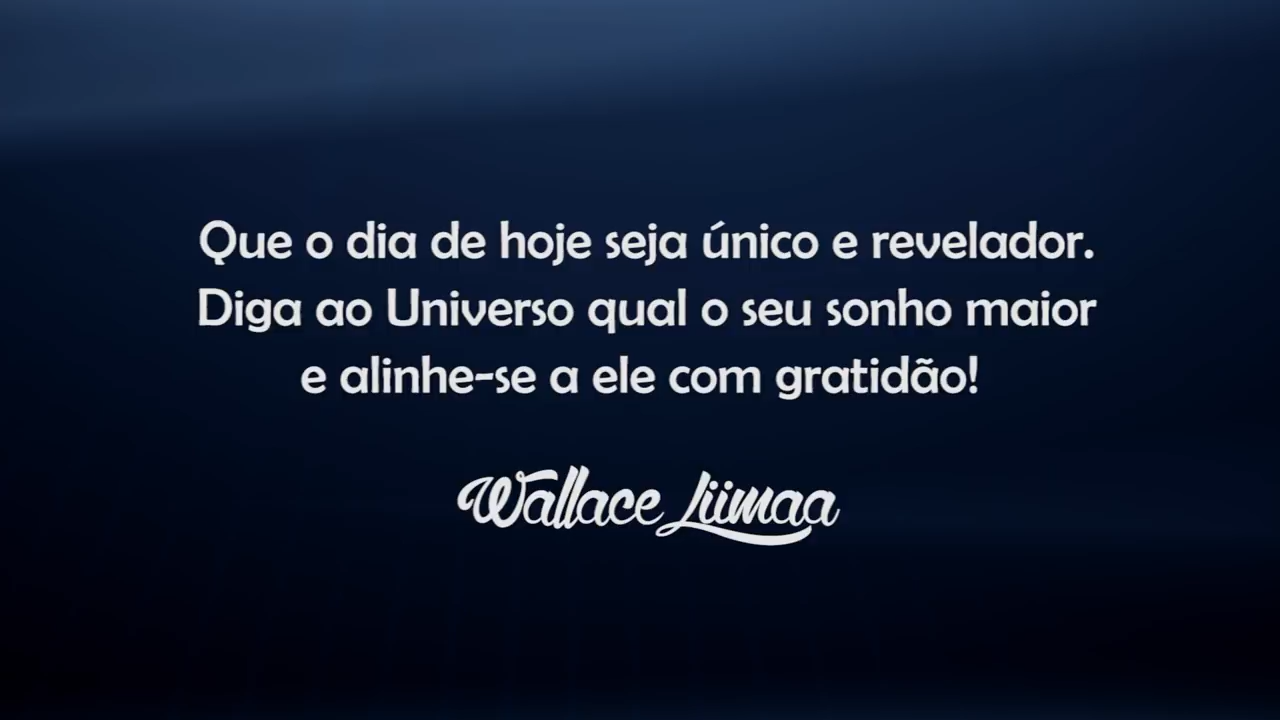 Que o dia de hoje seja único e revelador.
Diga ao Universo qual o seu sonho maior
e alinhe-se a ele com gratidão!
Wallace Liimaa